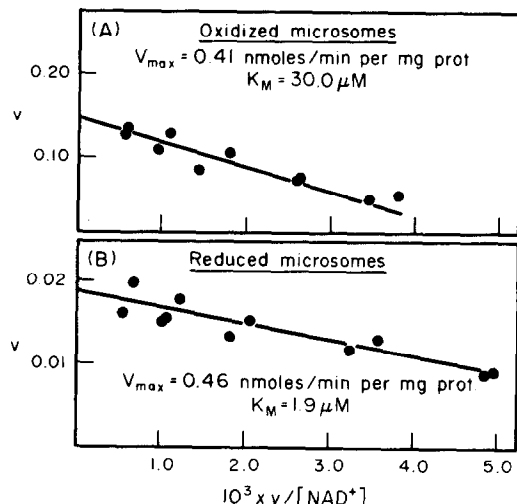 (A) Oxidized microsomes
Vmax = 0.41 nmoles/min per mg prot
KM = 30.0 μM
0.20
v
0.10
(B) Reduced microsomes
0.02
v
0.01
Vmax = 0.46 nmoles/min per mg prot.
KM = 1.9 μM
1.0 2.0 3.0 4.0 5.0
10³ x v/[NAD⁺]